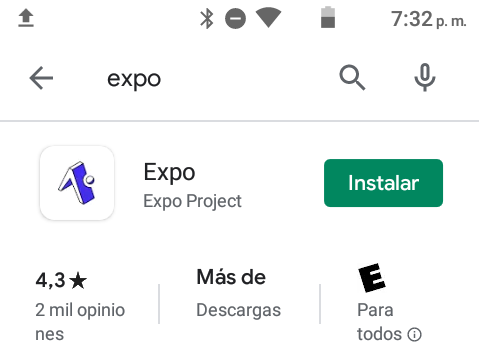 7:32 p. m.
expo
Expo
Instalar
Expo Project
4,3★
2 mil opinio
nes
Más de
Descargas
E
Para
todos